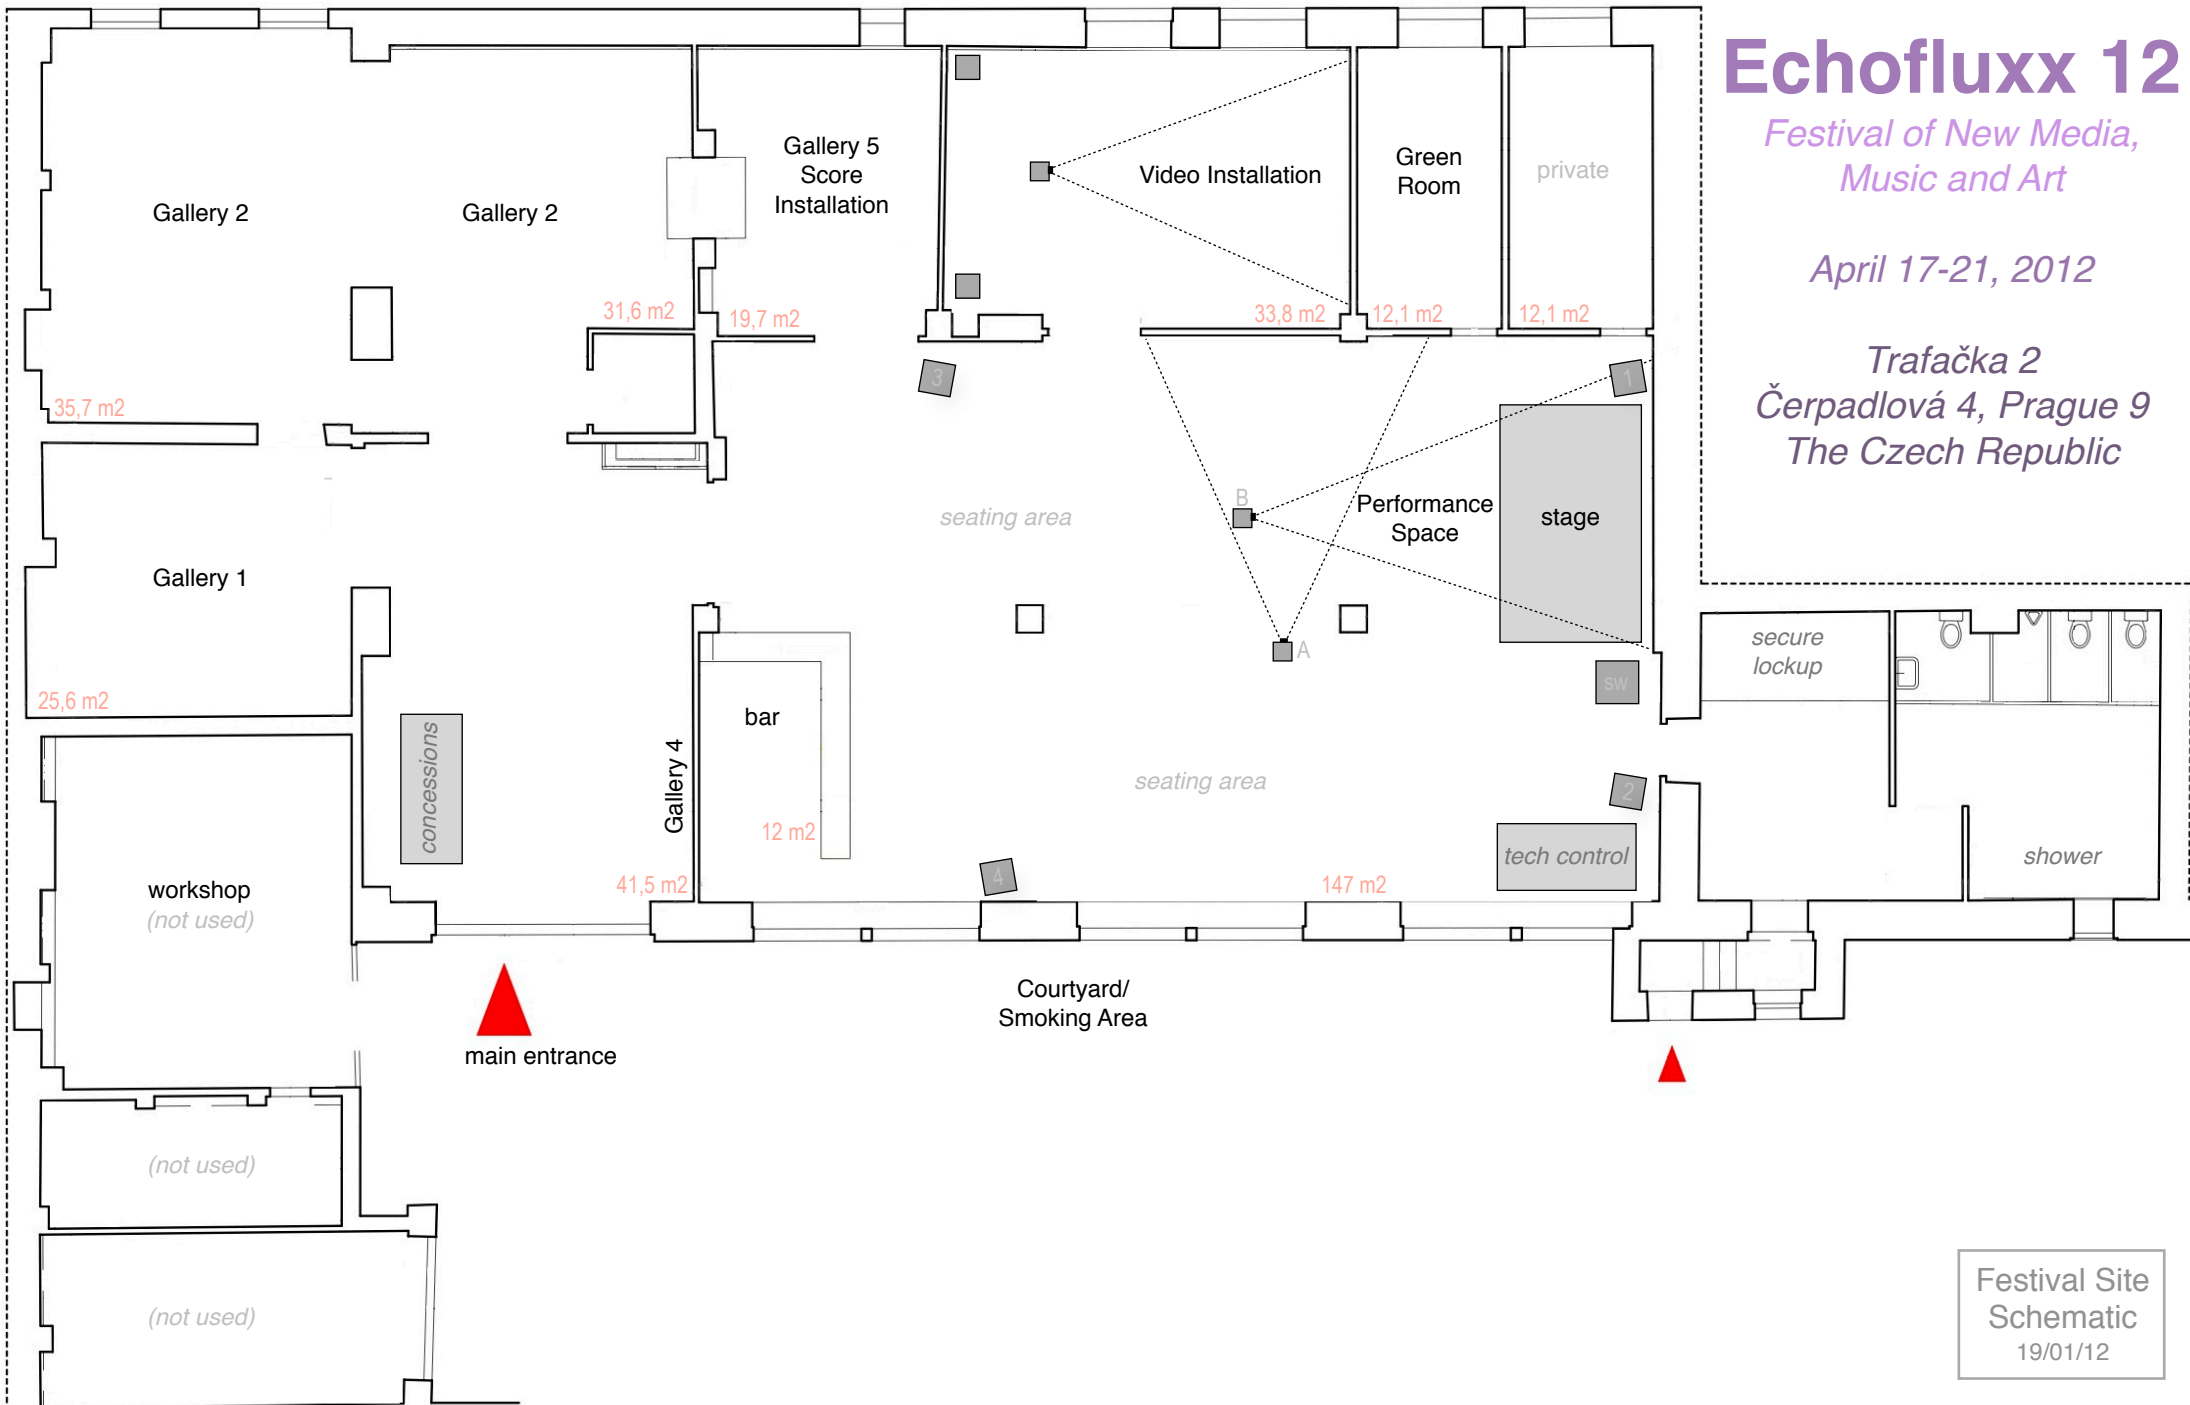 Echofluxx 12
Festival of New Media,
Music and Art
April 17-21, 2012
Trafačka 2
Čerpadlová 4, Prague 9
The Czech Republic
Gallery 2
35,7 m2
Gallery 2
31,6 m2
Gallery 5
Score
Installation
19,7 m2
Video Installation
33,8 m2
Green
Room
12,1 m2
private
12,1 m2
3
1
seating area
B
Performance
Space
stage
A
sw
Gallery 1
25,6 m2
concessions
Gallery 4
41,5 m2
bar
12 m2
seating area
2
4
147 m2
tech control
secure
lockup
shower
workshop
(not used)
main entrance
Courtyard/
Smoking Area
(not used)
(not used)
Festival Site
Schematic
19/01/12